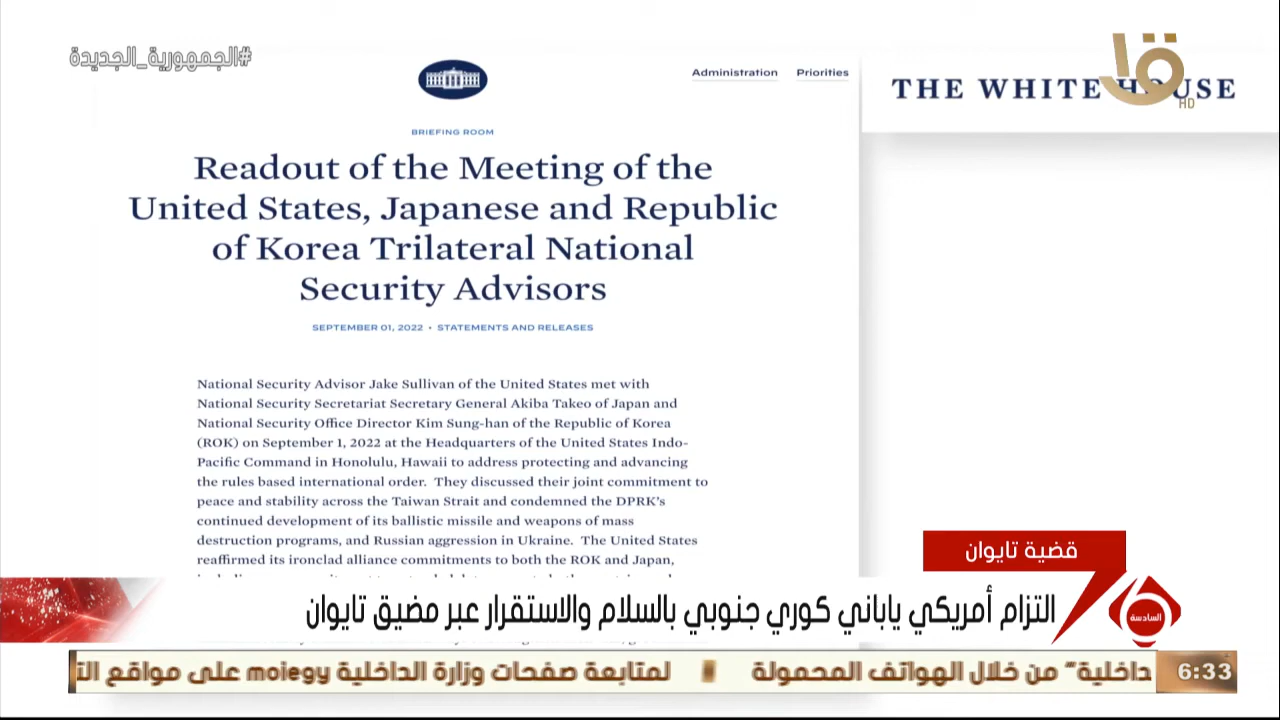 #الجمهورية_الجديدة
Administration Priorities
THE WHITE HOUSE
HD
BRIEFING ROOM
Readout of the Meeting of the
United States, Japanese and Republic
of Korea Trilateral National
Security Advisors
SEPTEMBER 01, 2022 • STATEMENTS AND RELEASES
National Security Advisor Jake Sullivan of the United States met with
National Security Secretariat Secretary General Akiba Takeo of Japan and
National Security Office Director Kim Sung-han of the Republic of Korea
(ROK) on September 1, 2022 at the Headquarters of the United States Indo-
Pacific Command in Honolulu, Hawaii to address protecting and advancing
the rules based international order. They discussed their joint commitment to
peace and stability across the Taiwan Strait and condemned the DPRK's
continued development of its ballistic missile and weapons of mass
destruction programs, and Russian aggression in Ukraine. The United States
reaffirmed its ironclad alliance commitments to both the ROK and Japan,
قضية تايوان
التزام أمريكي ياباني كوري جنوبي بالسلام والاستقرار عبر مضيق تايوان
السادسة
داخلية" من خلال الهواتف المحمولة لمتابعة صفحات وزارة الداخلية moiegy على مواقع الت
6:33